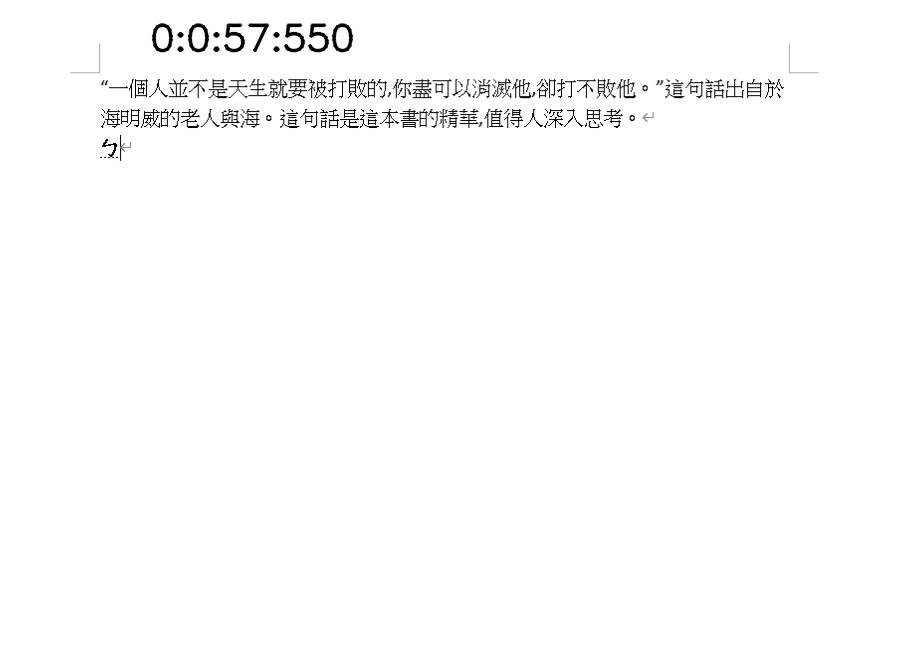 0:0:57:550
“一個人並不是天生就要被打敗的,你盡可以消滅他,卻打不敗他。”這句話出自於
海明威的老人與海。這句話是這本書的精華,值得人深入思考。↵
ㄅ↵